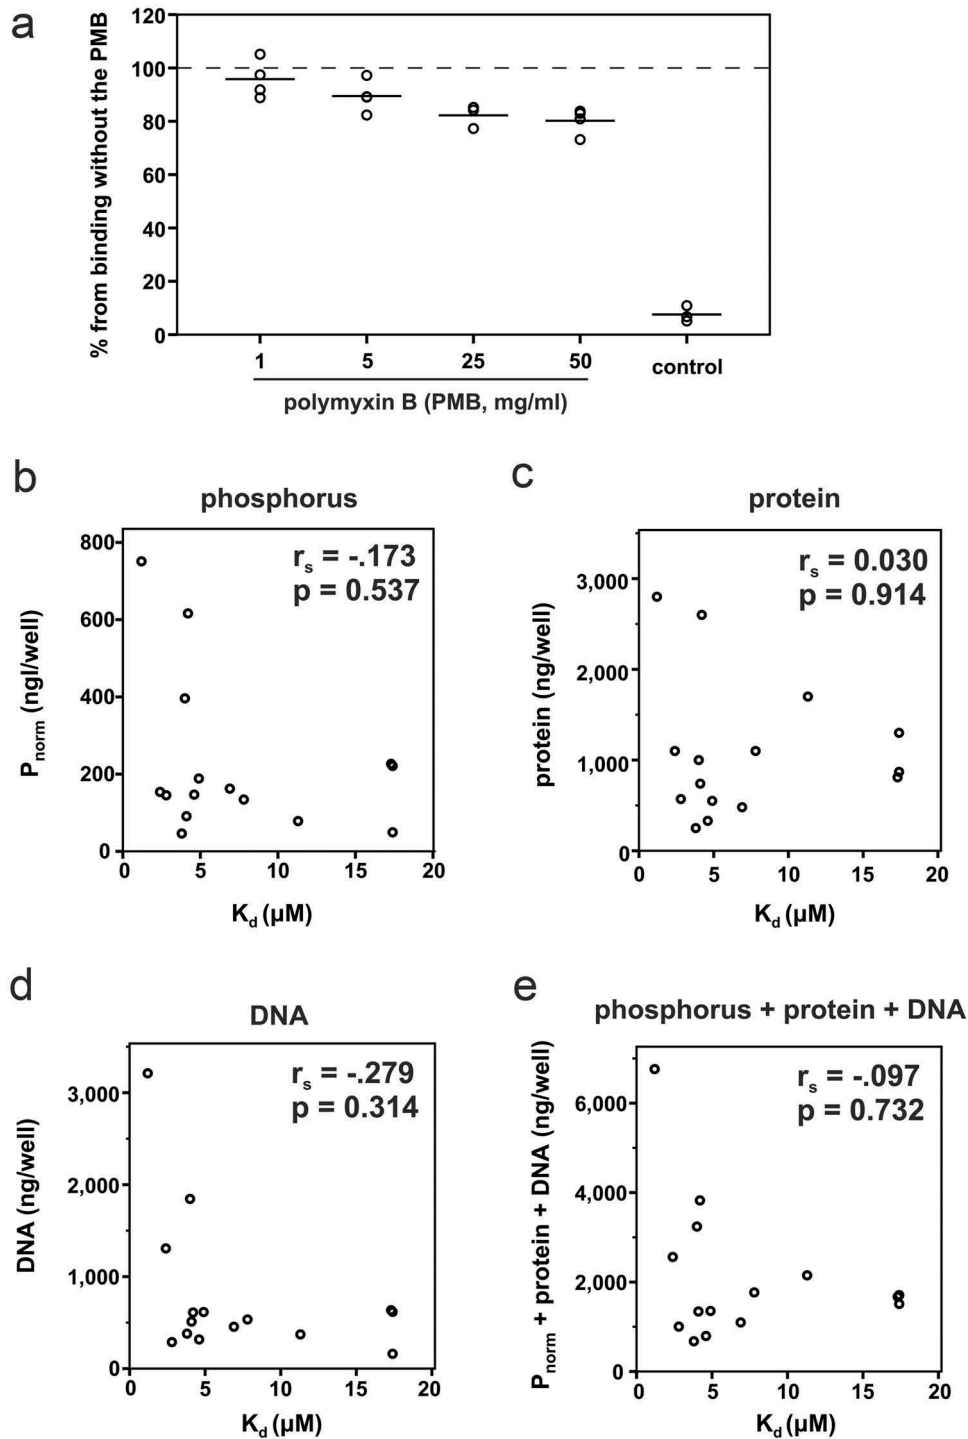 a
% from binding without the PMB
120
100
80
60
40
20
0
1 5 25 50 control
polymyxin B (PMB, mg/ml)
b
phosphorus
rs = -.173
p = 0.537
Pnorm (ngl/well)
800
600
400
200
0
0 5 10 15 20
Kd (µM)
c
protein
rs = 0.030
p = 0.914
protein (ng/well)
3,000
2,000
1,000
0
0 5 10 15 20
Kd (µM)
d
DNA
rs = -.279
p = 0.314
DNA (ng/well)
3,000
2,000
1,000
0
0 5 10 15 20
Kd (µM)
e
phosphorus + protein + DNA
rs = -.097
p = 0.732
Pnorm + protein + DNA (ng/well)
6,000
4,000
2,000
0
0 5 10 15 20
Kd (µM)